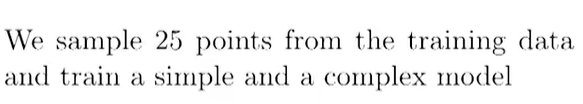 We sample 25 points from the training data
and train a simple and a complex model